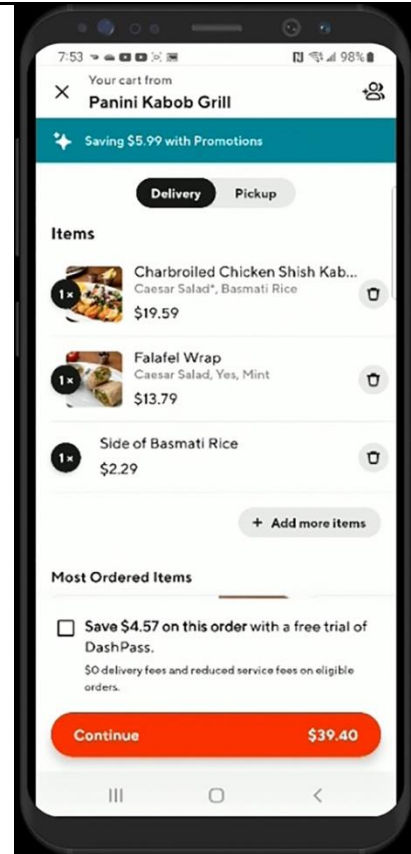 7:53
98%
Your cart from
Panini Kabob Grill
Saving $5.99 with Promotions
Delivery Pickup
Items
1×
Charbroiled Chicken Shish Kab...
Caesar Salad*, Basmati Rice
$19.59
1×
Falafel Wrap
Caesar Salad, Yes, Mint
$13.79
1×
Side of Basmati Rice
$2.29
+ Add more items
Most Ordered Items
Save $4.57 on this order with a free trial of
DashPass.
$0 delivery fees and reduced service fees on eligible
orders.
Continue $39.40